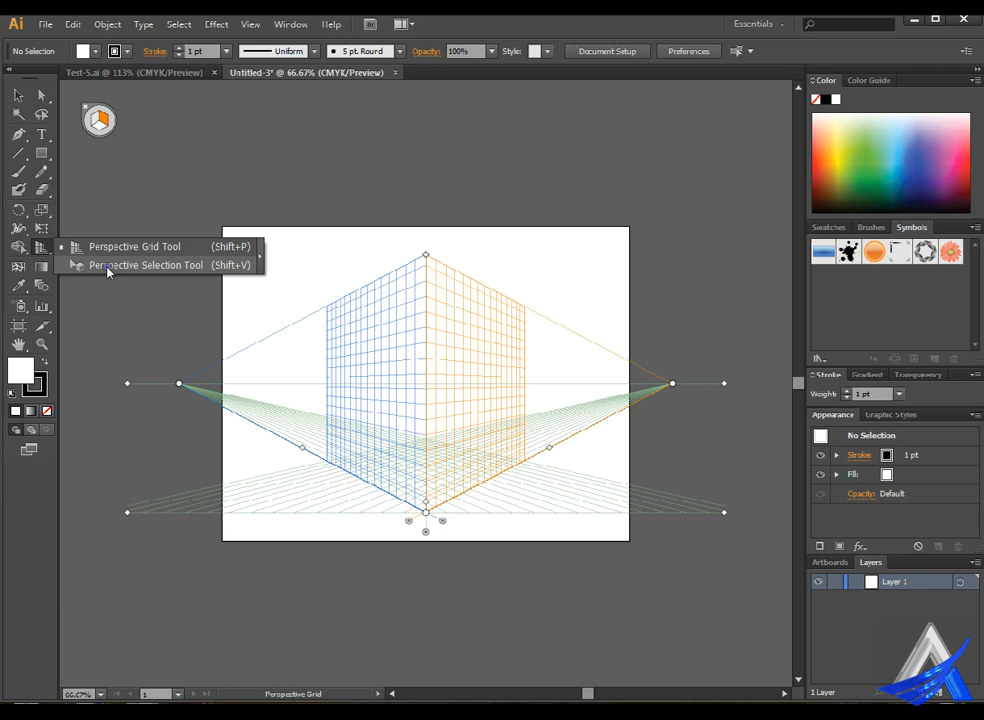 Ai File Edit Object Type Select Effect View Window Help Br Essentials
No Selection Stroke: 1 pt Uniform 5 pt. Round Opacity: 100% Style: Document Setup Preferences
Test-5.ai @ 113% (CMYK/Preview) × Untitled-3* @ 66.67% (CMYK/Preview) ×
Color Color Guide
T
Swatches Brushes Symbols
Perspective Grid Tool (Shift+P)
Perspective Selection Tool (Shift+V)
Stroke Gradient Transparency
Weight: 1 pt
Appearance Graphic Styles
No Selection
Stroke: 1 pt
Fill:
Opacity: Default
fx
Artboards Layers
Layer 1
1 Layer
66.67% 1 Perspective Grid